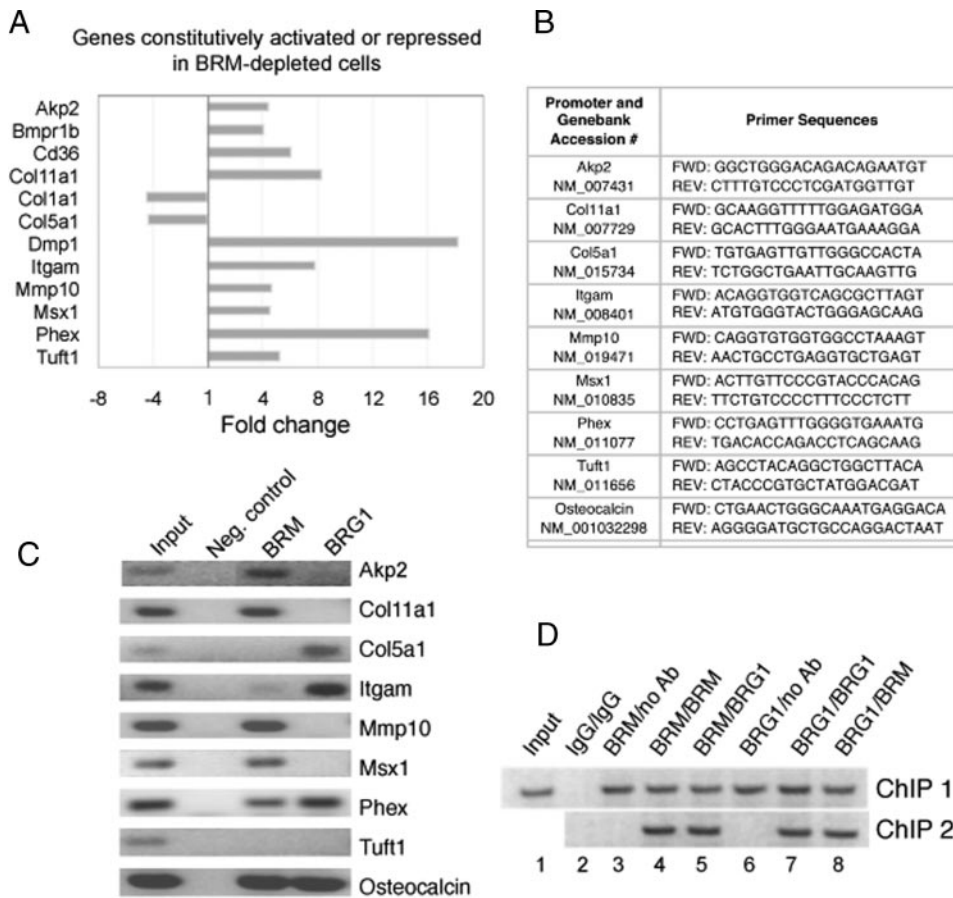 A
Genes constitutively activated or repressed
in BRM-depleted cells
Akp2
Bmpr1b
Cd36
Col11a1
Col1a1
Col5a1
Dmp1
Itgam
Mmp10
Msx1
Phex
Tuft1
-8 -4 1 4 8 12 16 20
Fold change
B
Promoter and
Genebank
Accession #
Primer Sequences
Akp2
NM_007431
FWD: GGCTGGGACAGACAGAATGT
REV: CTTTGTCCCTCGATGGTTGT
Col11a1
NM_007729
FWD: GCAAGGTTTTTGGAGATGGA
REV: GCACTTTGGGAATGAAAGGA
Col5a1
NM_015734
FWD: TGTGAGTTGTTGGGCCACTA
REV: TCTGGCTGAATTGCAAGTTG
Itgam
NM_008401
FWD: ACAGGTGGTCAGCGCTTAGT
REV: ATGTGGGTACTGGGAGCAAG
Mmp10
NM_019471
FWD: CAGGTGTGGTGGCCTAAAGT
REV: AACTGCCTGAGGTGCTGAGT
Msx1
NM_010835
FWD: ACTTGTTCCCGTACCCACAG
REV: TTCTGTCCCCTTTCCCTCTT
Phex
NM_011077
FWD: CCTGAGTTTGGGGTGAAATG
REV: TGACACCAGACCTCAGCAAG
Tuft1
NM_011656
FWD: AGCCTACAGGCTGGCTTACA
REV: CTACCCGTGCTATGGACGAT
Osteocalcin
NM_001032298
FWD: CTGAACTGGGCAAATGAGGACA
REV: AGGGGATGCTGCCAGGACTAAT
C
Input Neg. control BRM BRG1
Akp2
Col11a1
Col5a1
Itgam
Mmp10
Msx1
Phex
Tuft1
Osteocalcin
D
Input IgG/IgG BRM/no Ab BRM/BRM BRM/BRG1 BRG1/no Ab BRG1/BRG1 BRG1/BRM
ChIP 1
ChIP 2
1 2 3 4 5 6 7 8